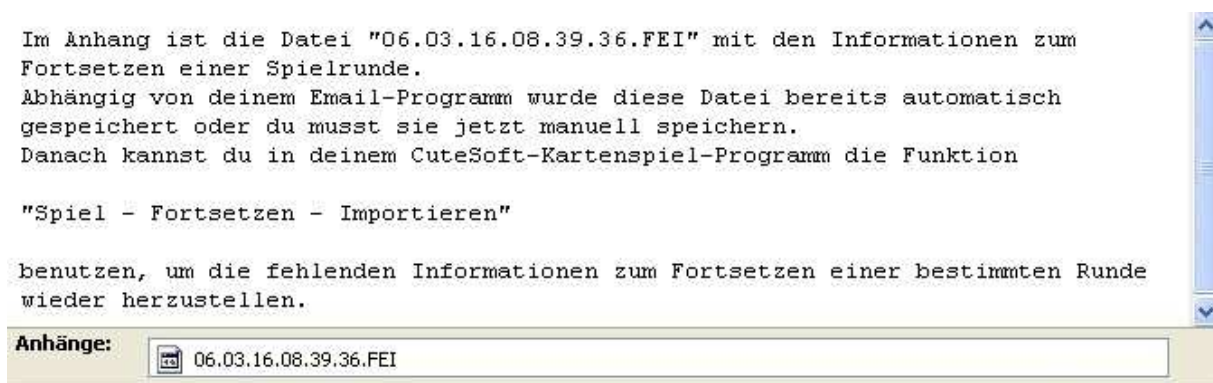 Im Anhang ist die Datei "06.03.16.08.39.36.FEI" mit den Informationen zum
Fortsetzen einer Spielrunde.
Abhängig von deinem Email-Programm wurde diese Datei bereits automatisch
gespeichert oder du musst sie jetzt manuell speichern.
Danach kannst du in deinem CuteSoft-Kartenspiel-Programm die Funktion
"Spiel - Fortsetzen - Importieren"
benutzen, um die fehlenden Informationen zum Fortsetzen einer bestimmten Runde
wieder herzustellen.
Anhänge: 06.03.16.08.39.36.FEI